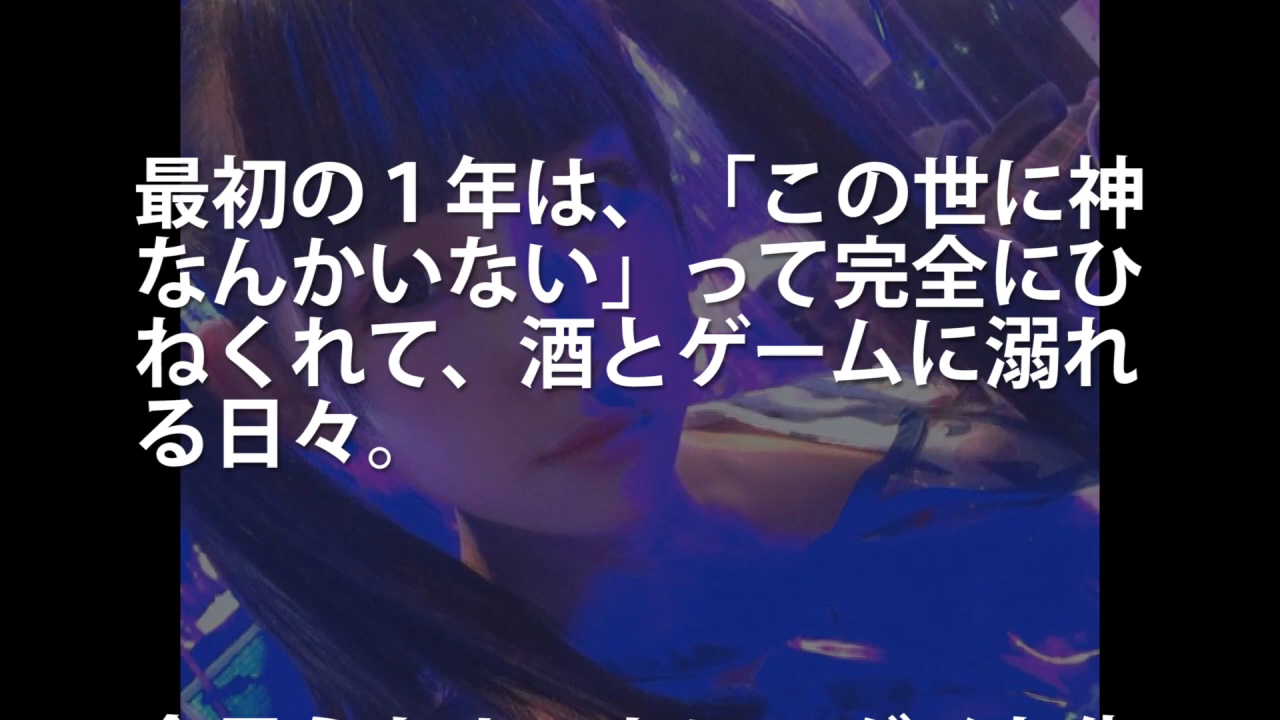 最初の１年は、「この世に神
なんかいない」って完全にひ
ねくれて、酒とゲームに溺れ
る日々。